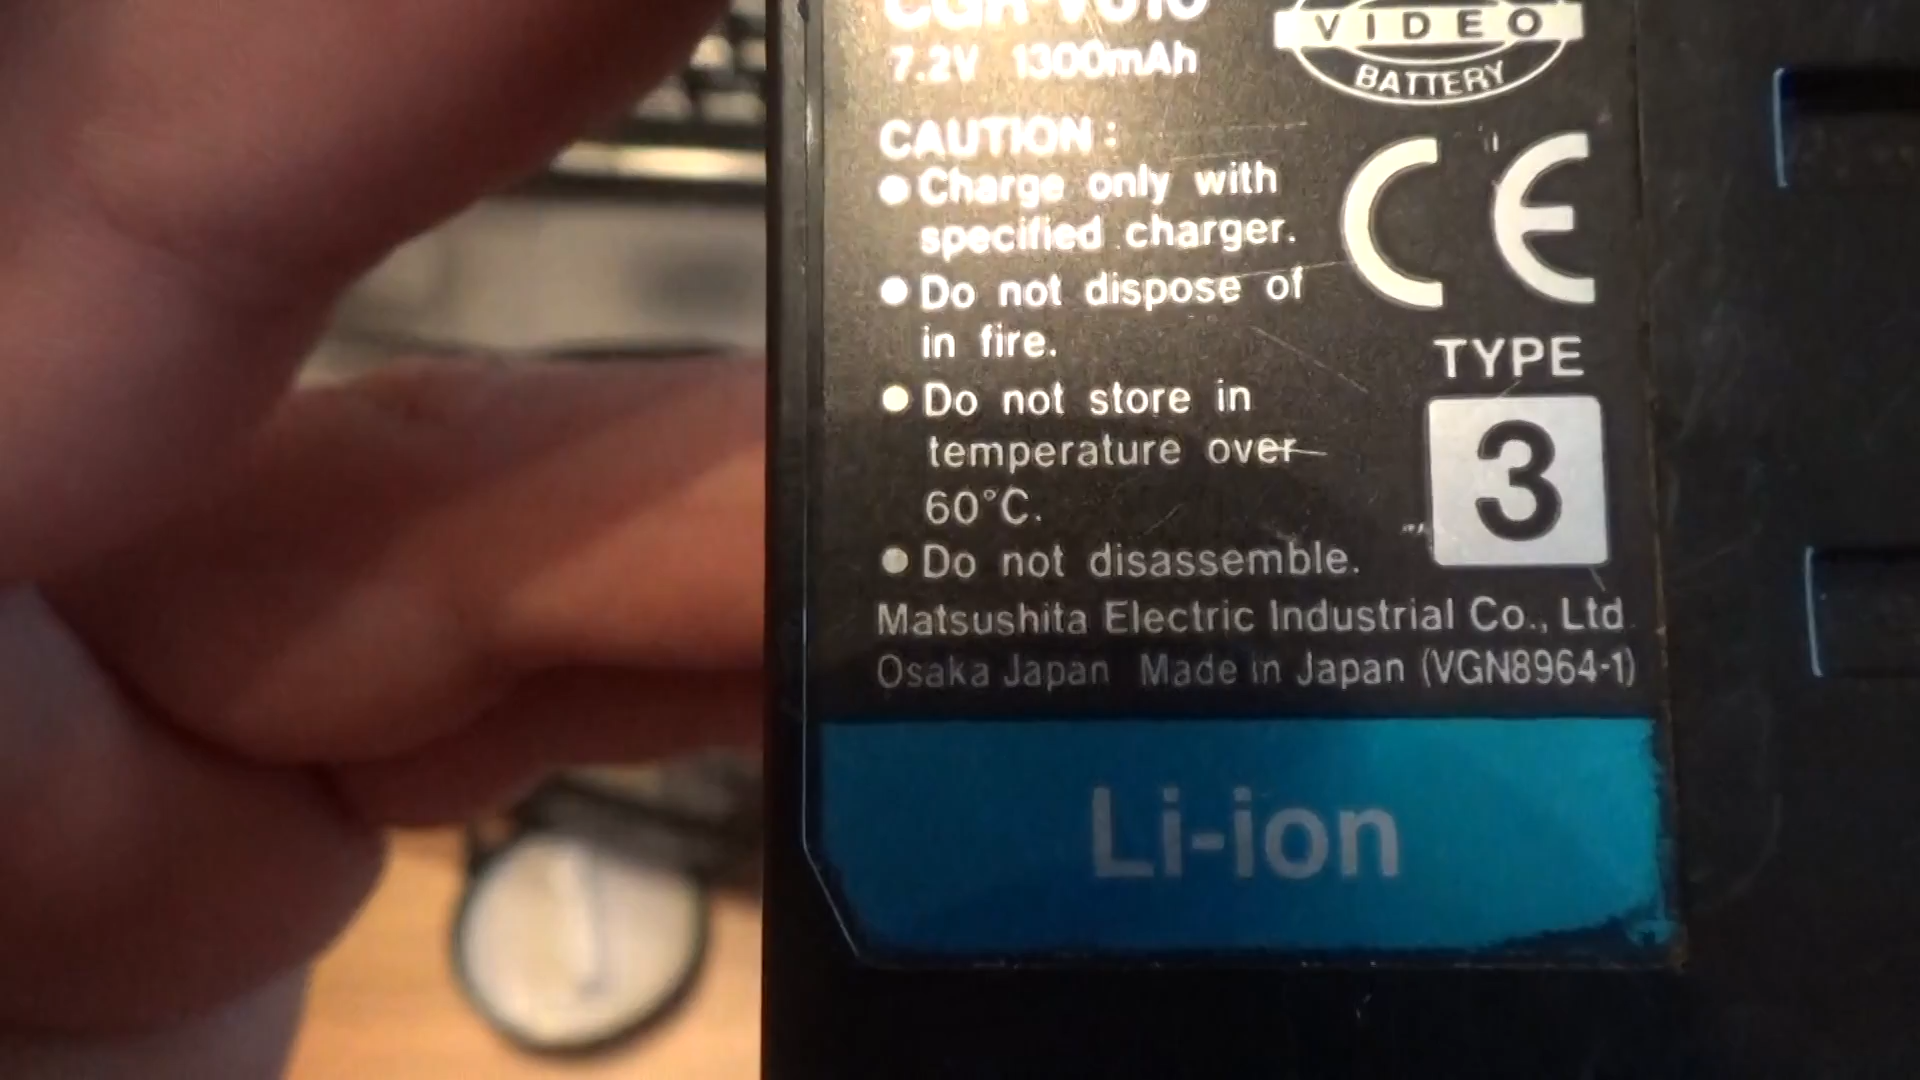 7.2V 1300mAh
VIDEO
BATTERY
CAUTION :
● Charge only with
specified charger.
● Do not dispose of
in fire.
● Do not store in
temperature over
60°C.
● Do not disassemble.
CE
TYPE
3
Matsushita Electric Industrial Co., Ltd.
Osaka Japan Made in Japan (VGN8964-1)
Li-ion